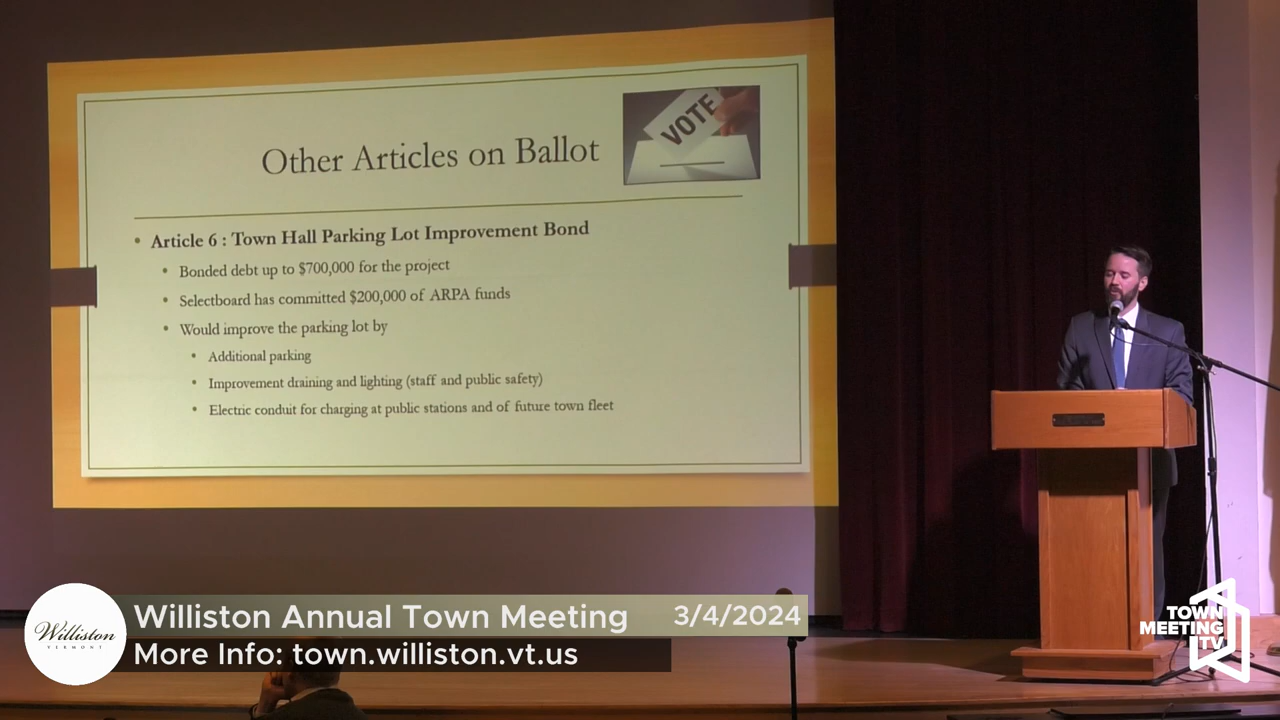 VOTE
Other Articles on Ballot
• Article 6 : Town Hall Parking Lot Improvement Bond
• Bonded debt up to $700,000 for the project
• Selectboard has committed $200,000 of ARPA funds
• Would improve the parking lot by
• Additional parking
• Improvement draining and lighting (staff and public safety)
• Electric conduit for charging at public stations and of future town fleet
Williston
VERMONT
Williston Annual Town Meeting 3/4/2024
More Info: town.williston.vt.us
TOWN
MEETING
TV